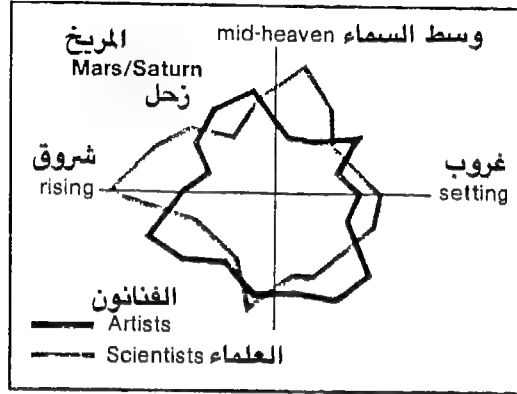 المريخ
Mars/Saturn
زحل
mid-heaven وسط السماء
شروق
rising
غروب
setting
الفنانون
Artists
Scientists العلماء